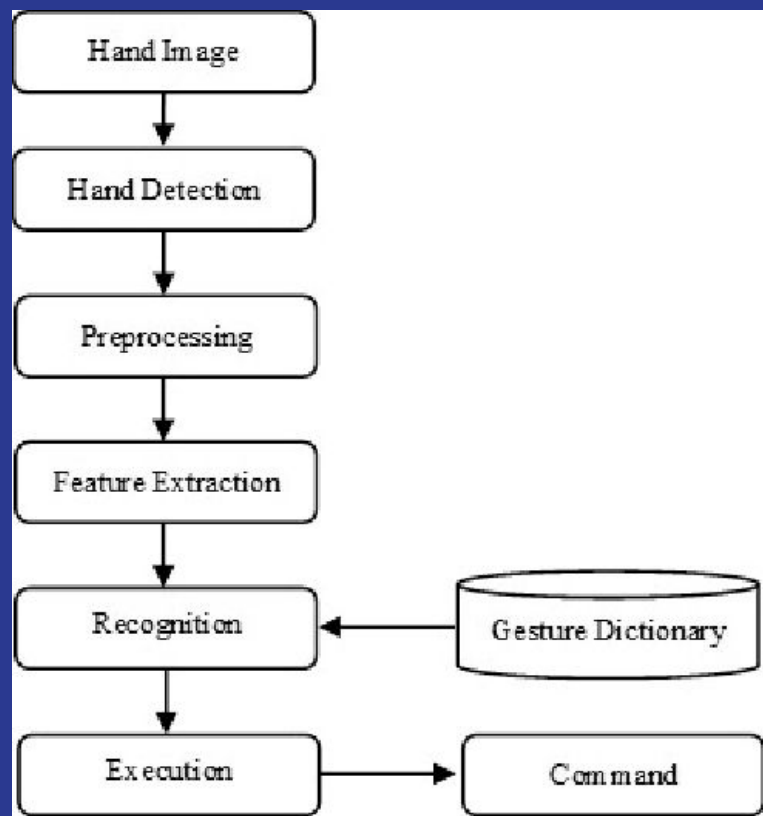 Hand Image
Hand Detection
Preprocessing
Feature Extraction
Recognition
Gesture Dictionary
Execution
Command